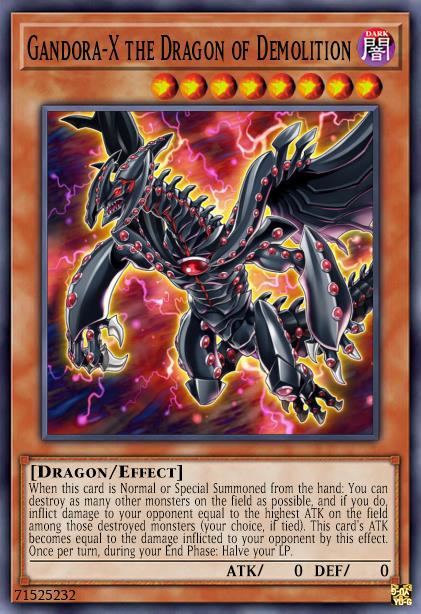 GANDORA-X THE DRAGON OF DEMOLITION
DARK
闇
[DRAGON/EFFECT]
When this card is Normal or Special Summoned from the hand: You can
destroy as many other monsters on the field as possible, and if you do,
inflict damage to your opponent equal to the highest ATK on the field
among those destroyed monsters (your choice, if tied). This card's ATK
becomes equal to the damage inflicted to your opponent by this effect.
Once per turn, during your End Phase: Halve your LP.
ATK/ 0 DEF/ 0
71525232